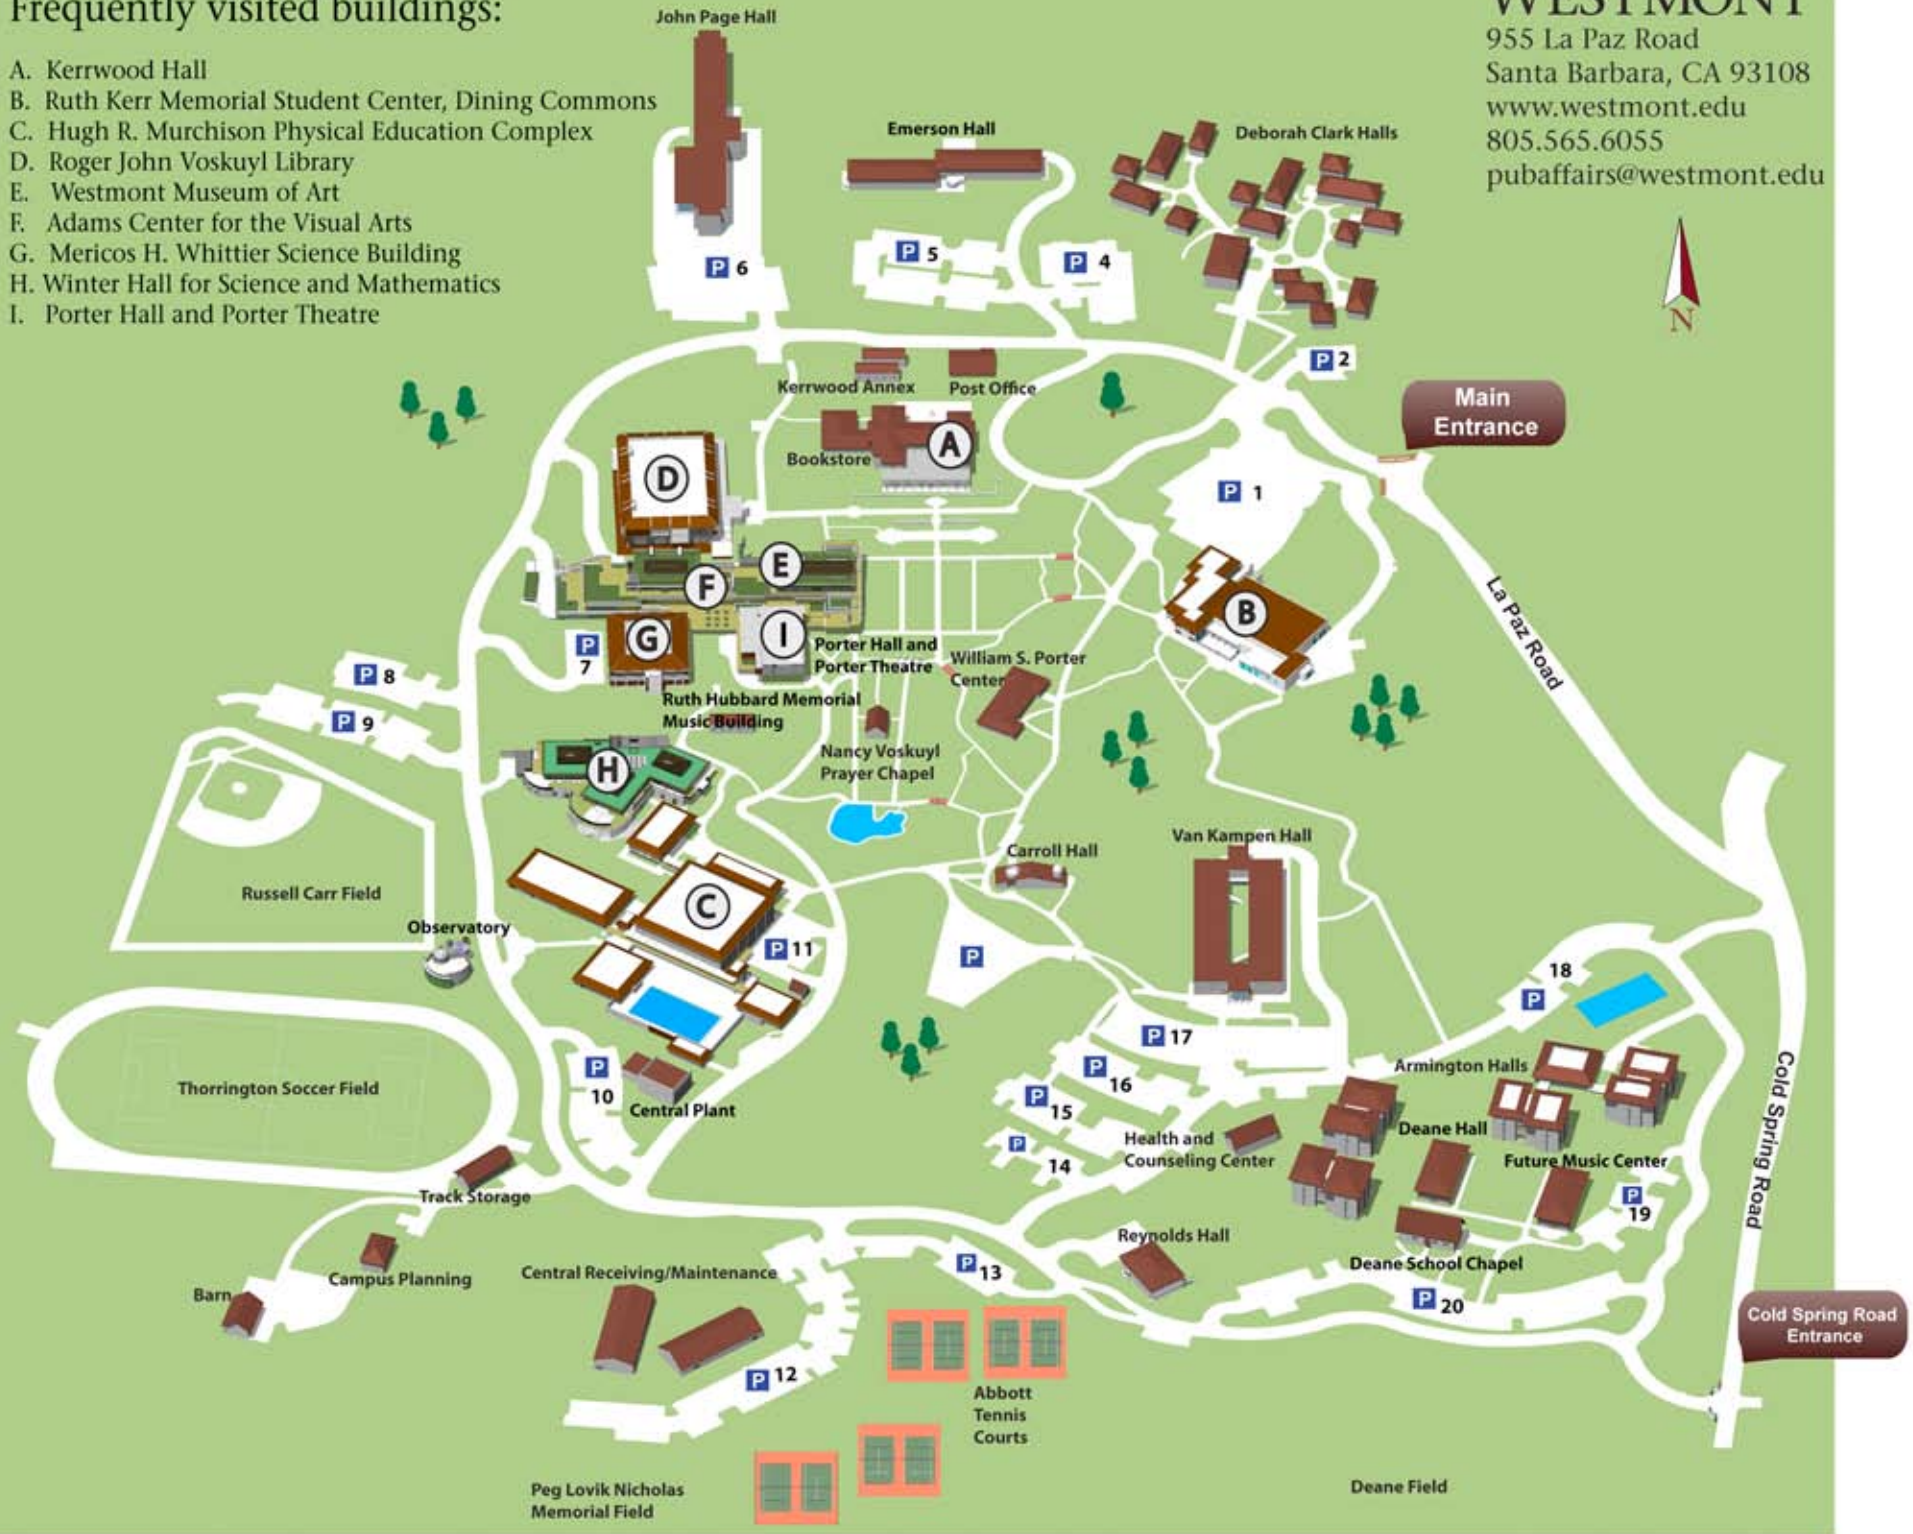 Frequently visited buildings:
A. Kerrwood Hall
B. Ruth Kerr Memorial Student Center, Dining Commons
C. Hugh R. Murchison Physical Education Complex
D. Roger John Voskuyl Library
E. Westmont Museum of Art
F. Adams Center for the Visual Arts
G. Mericos H. Whittier Science Building
H. Winter Hall for Science and Mathematics
I. Porter Hall and Porter Theatre
WESTMONT
955 La Paz Road
Santa Barbara, CA 93108
www.westmont.edu
805.565.6055
pubaffairs@westmont.edu
N
John Page Hall
Emerson Hall
Deborah Clark Halls
P 6
P 5
P 4
P 2
Kerrwood Annex
Post Office
Main
Entrance
Bookstore
A
D
P 1
E
F
B
I
G
P
7
Porter Hall and
Porter Theatre
William S. Porter
Center
La Paz Road
P 8
P 9
Ruth Hubbard Memorial
Music Building
Nancy Voskuyl
Prayer Chapel
H
Carroll Hall
Van Kampen Hall
Russell Carr Field
C
Observatory
P 11
P
18
P
P 17
Thorrington Soccer Field
P
10
Central Plant
P
16
P
15
P
14
Armington Halls
Health and
Counseling Center
Deane Hall
Future Music Center
P
19
Cold Spring Road
Track Storage
Campus Planning
Barn
Central Receiving/Maintenance
P 13
Reynolds Hall
Deane School Chapel
P 20
Cold Spring Road
Entrance
P 12
Abbott
Tennis
Courts
Peg Lovik Nicholas
Memorial Field
Deane Field